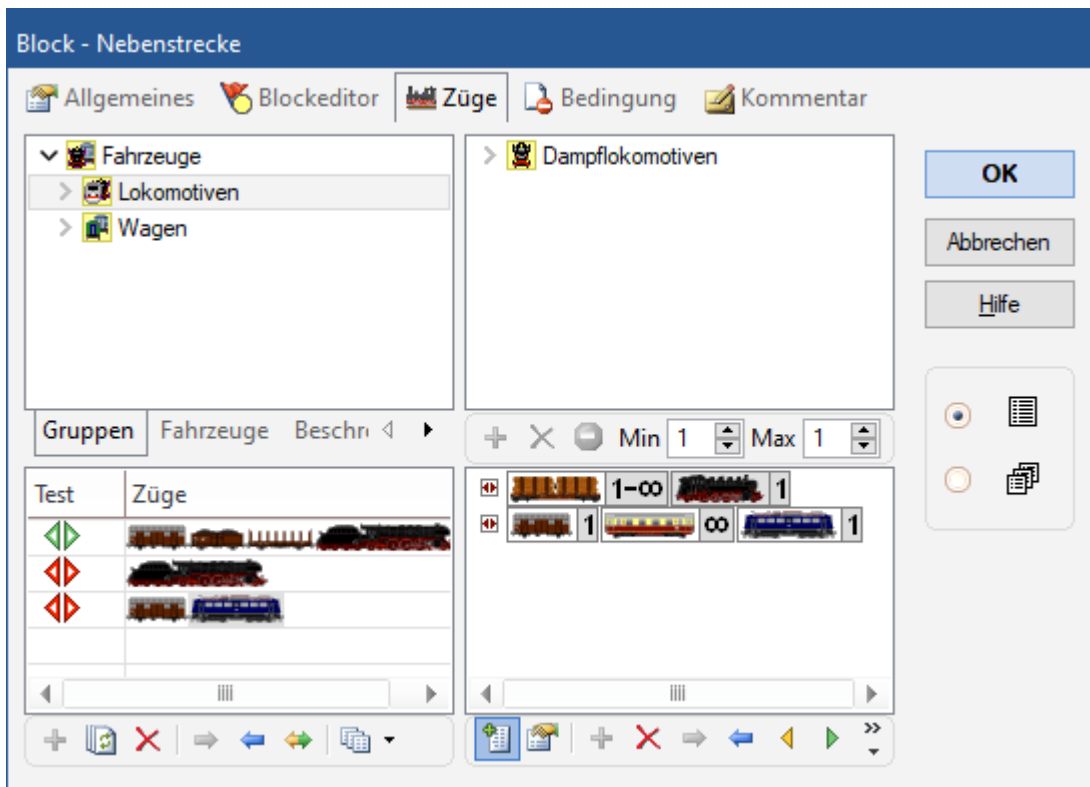 Block - Nebenstrecke
Allgemeines Blockeditor Züge Bedingung Kommentar
Fahrzeuge
Lokomotiven
Wagen
Dampflokomotiven
OK
Abbrechen
Hilfe
Gruppen Fahrzeuge Beschr
Min 1 Max 1
Test Züge
1-∞ 1
1 ∞ 1